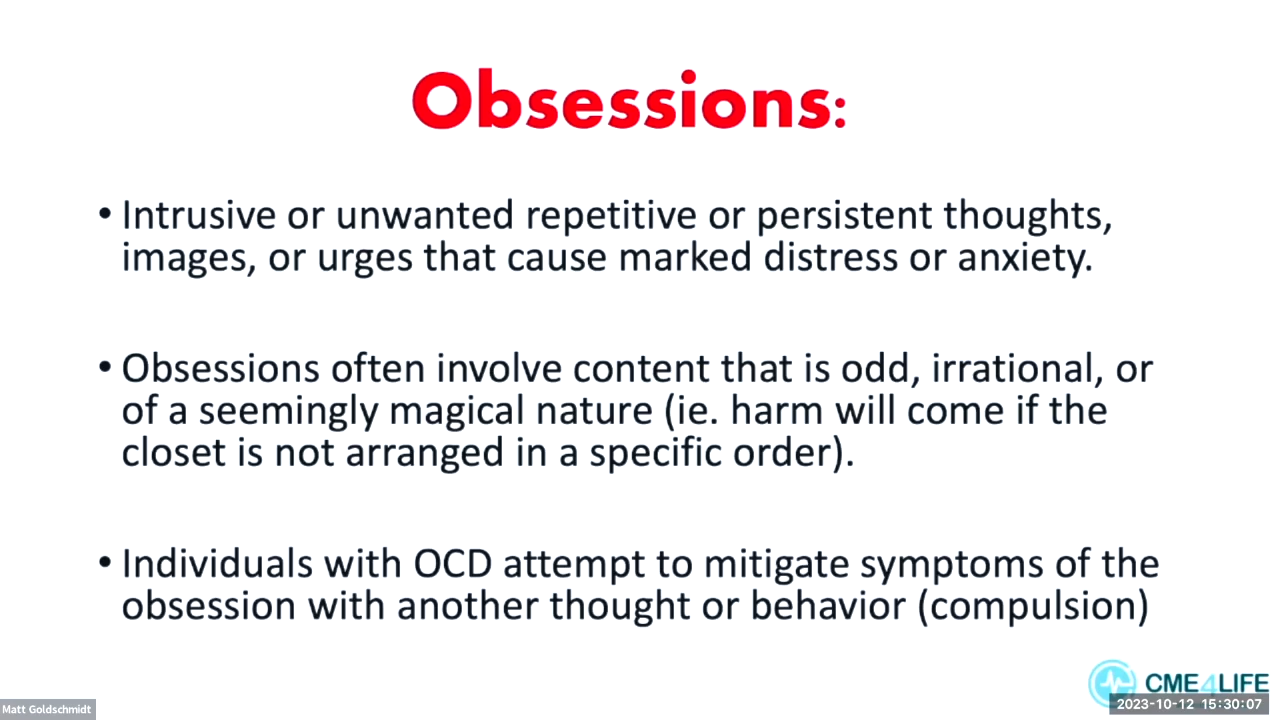 Obsessions:
• Intrusive or unwanted repetitive or persistent thoughts,
images, or urges that cause marked distress or anxiety.
• Obsessions often involve content that is odd, irrational, or
of a seemingly magical nature (ie. harm will come if the
closet is not arranged in a specific order).
• Individuals with OCD attempt to mitigate symptoms of the
obsession with another thought or behavior (compulsion)
CME4LIFE
Matt Goldschmidt
2023-10-12 15:30:07